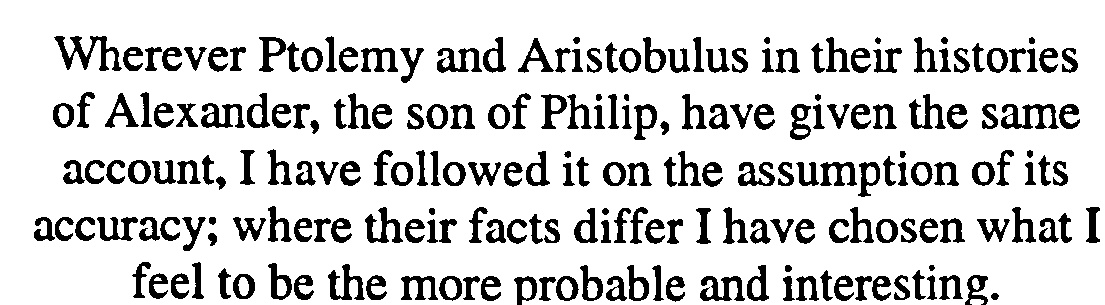 Wherever Ptolemy and Aristobulus in their histories
of Alexander, the son of Philip, have given the same
account, I have followed it on the assumption of its
accuracy; where their facts differ I have chosen what I
feel to be the more probable and interesting.